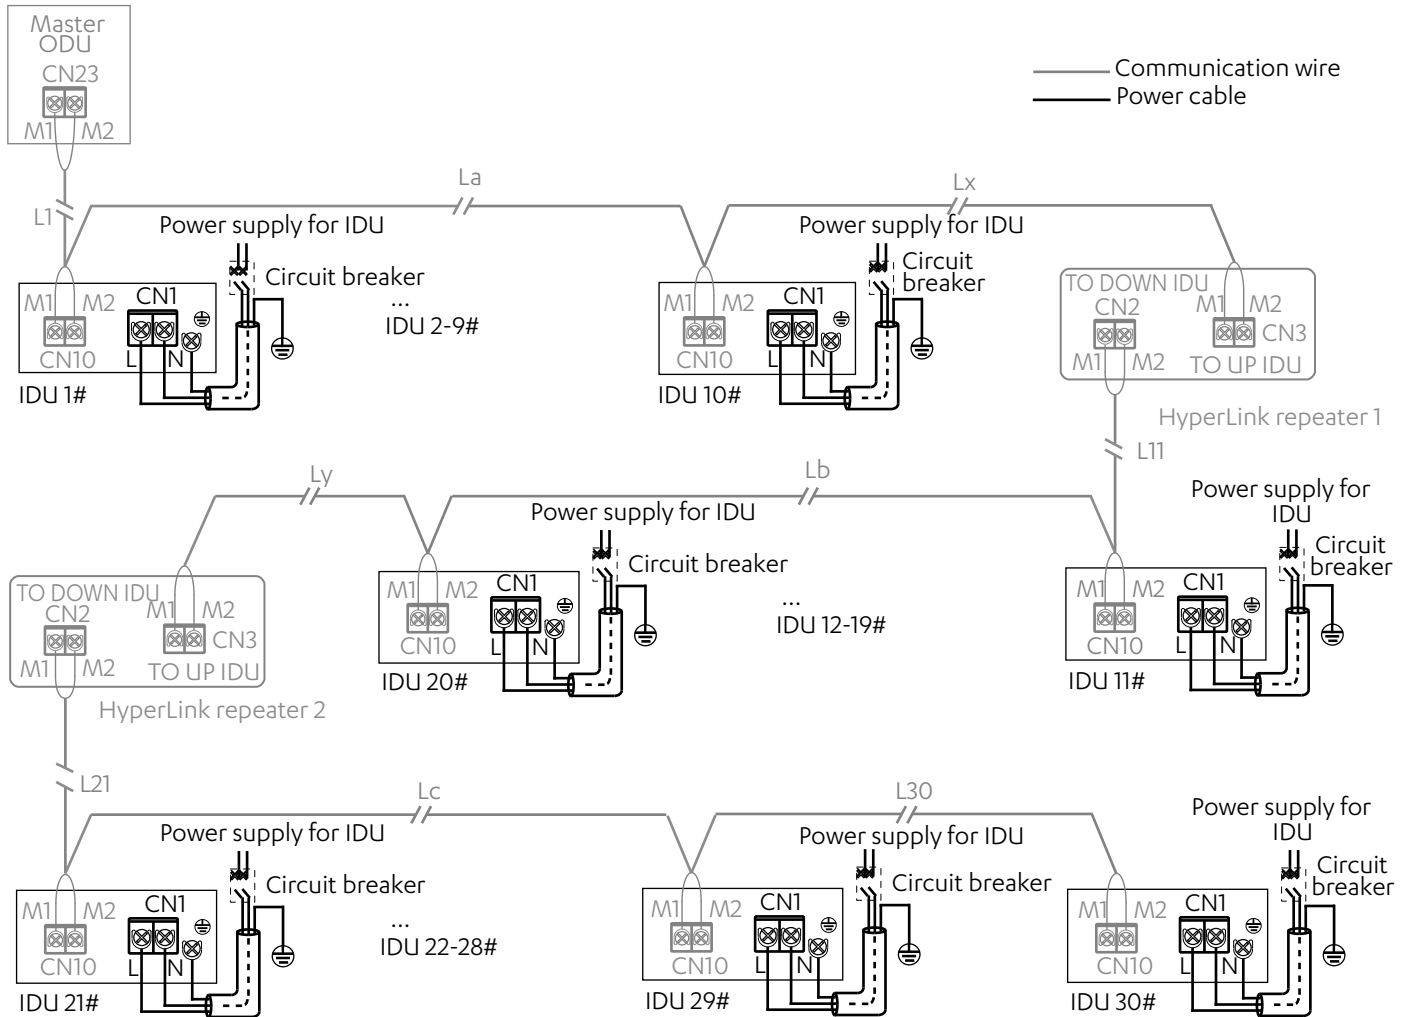 Master
ODU
CN23
M1 M2
Communication wire
Power cable
L1
La
Lx
Power supply for IDU
Circuit breaker
M1 M2
CN1
CN10
L N
IDU 1#
...
IDU 2-9#
Power supply for IDU
Circuit
breaker
M1 M2
CN1
CN10
L N
IDU 10#
TO DOWN IDU
CN2
M1 M2
M1 M2
CN3
TO UP IDU
HyperLink repeater 1
L11
Ly
Lb
TO DOWN IDU
CN2
M1 M2
M1 M2
CN3
TO UP IDU
HyperLink repeater 2
Power supply for IDU
Circuit breaker
M1 M2
CN1
CN10
L N
IDU 20#
...
IDU 12-19#
Power supply for
IDU
Circuit
breaker
M1 M2
CN1
CN10
L N
IDU 11#
L21
Lc
L30
Power supply for IDU
Circuit breaker
M1 M2
CN1
CN10
L N
IDU 21#
...
IDU 22-28#
Power supply for IDU
Circuit breaker
M1 M2
CN1
CN10
L N
IDU 29#
Power supply for
IDU
Circuit
breaker
M1 M2
CN1
CN10
L N
IDU 30#